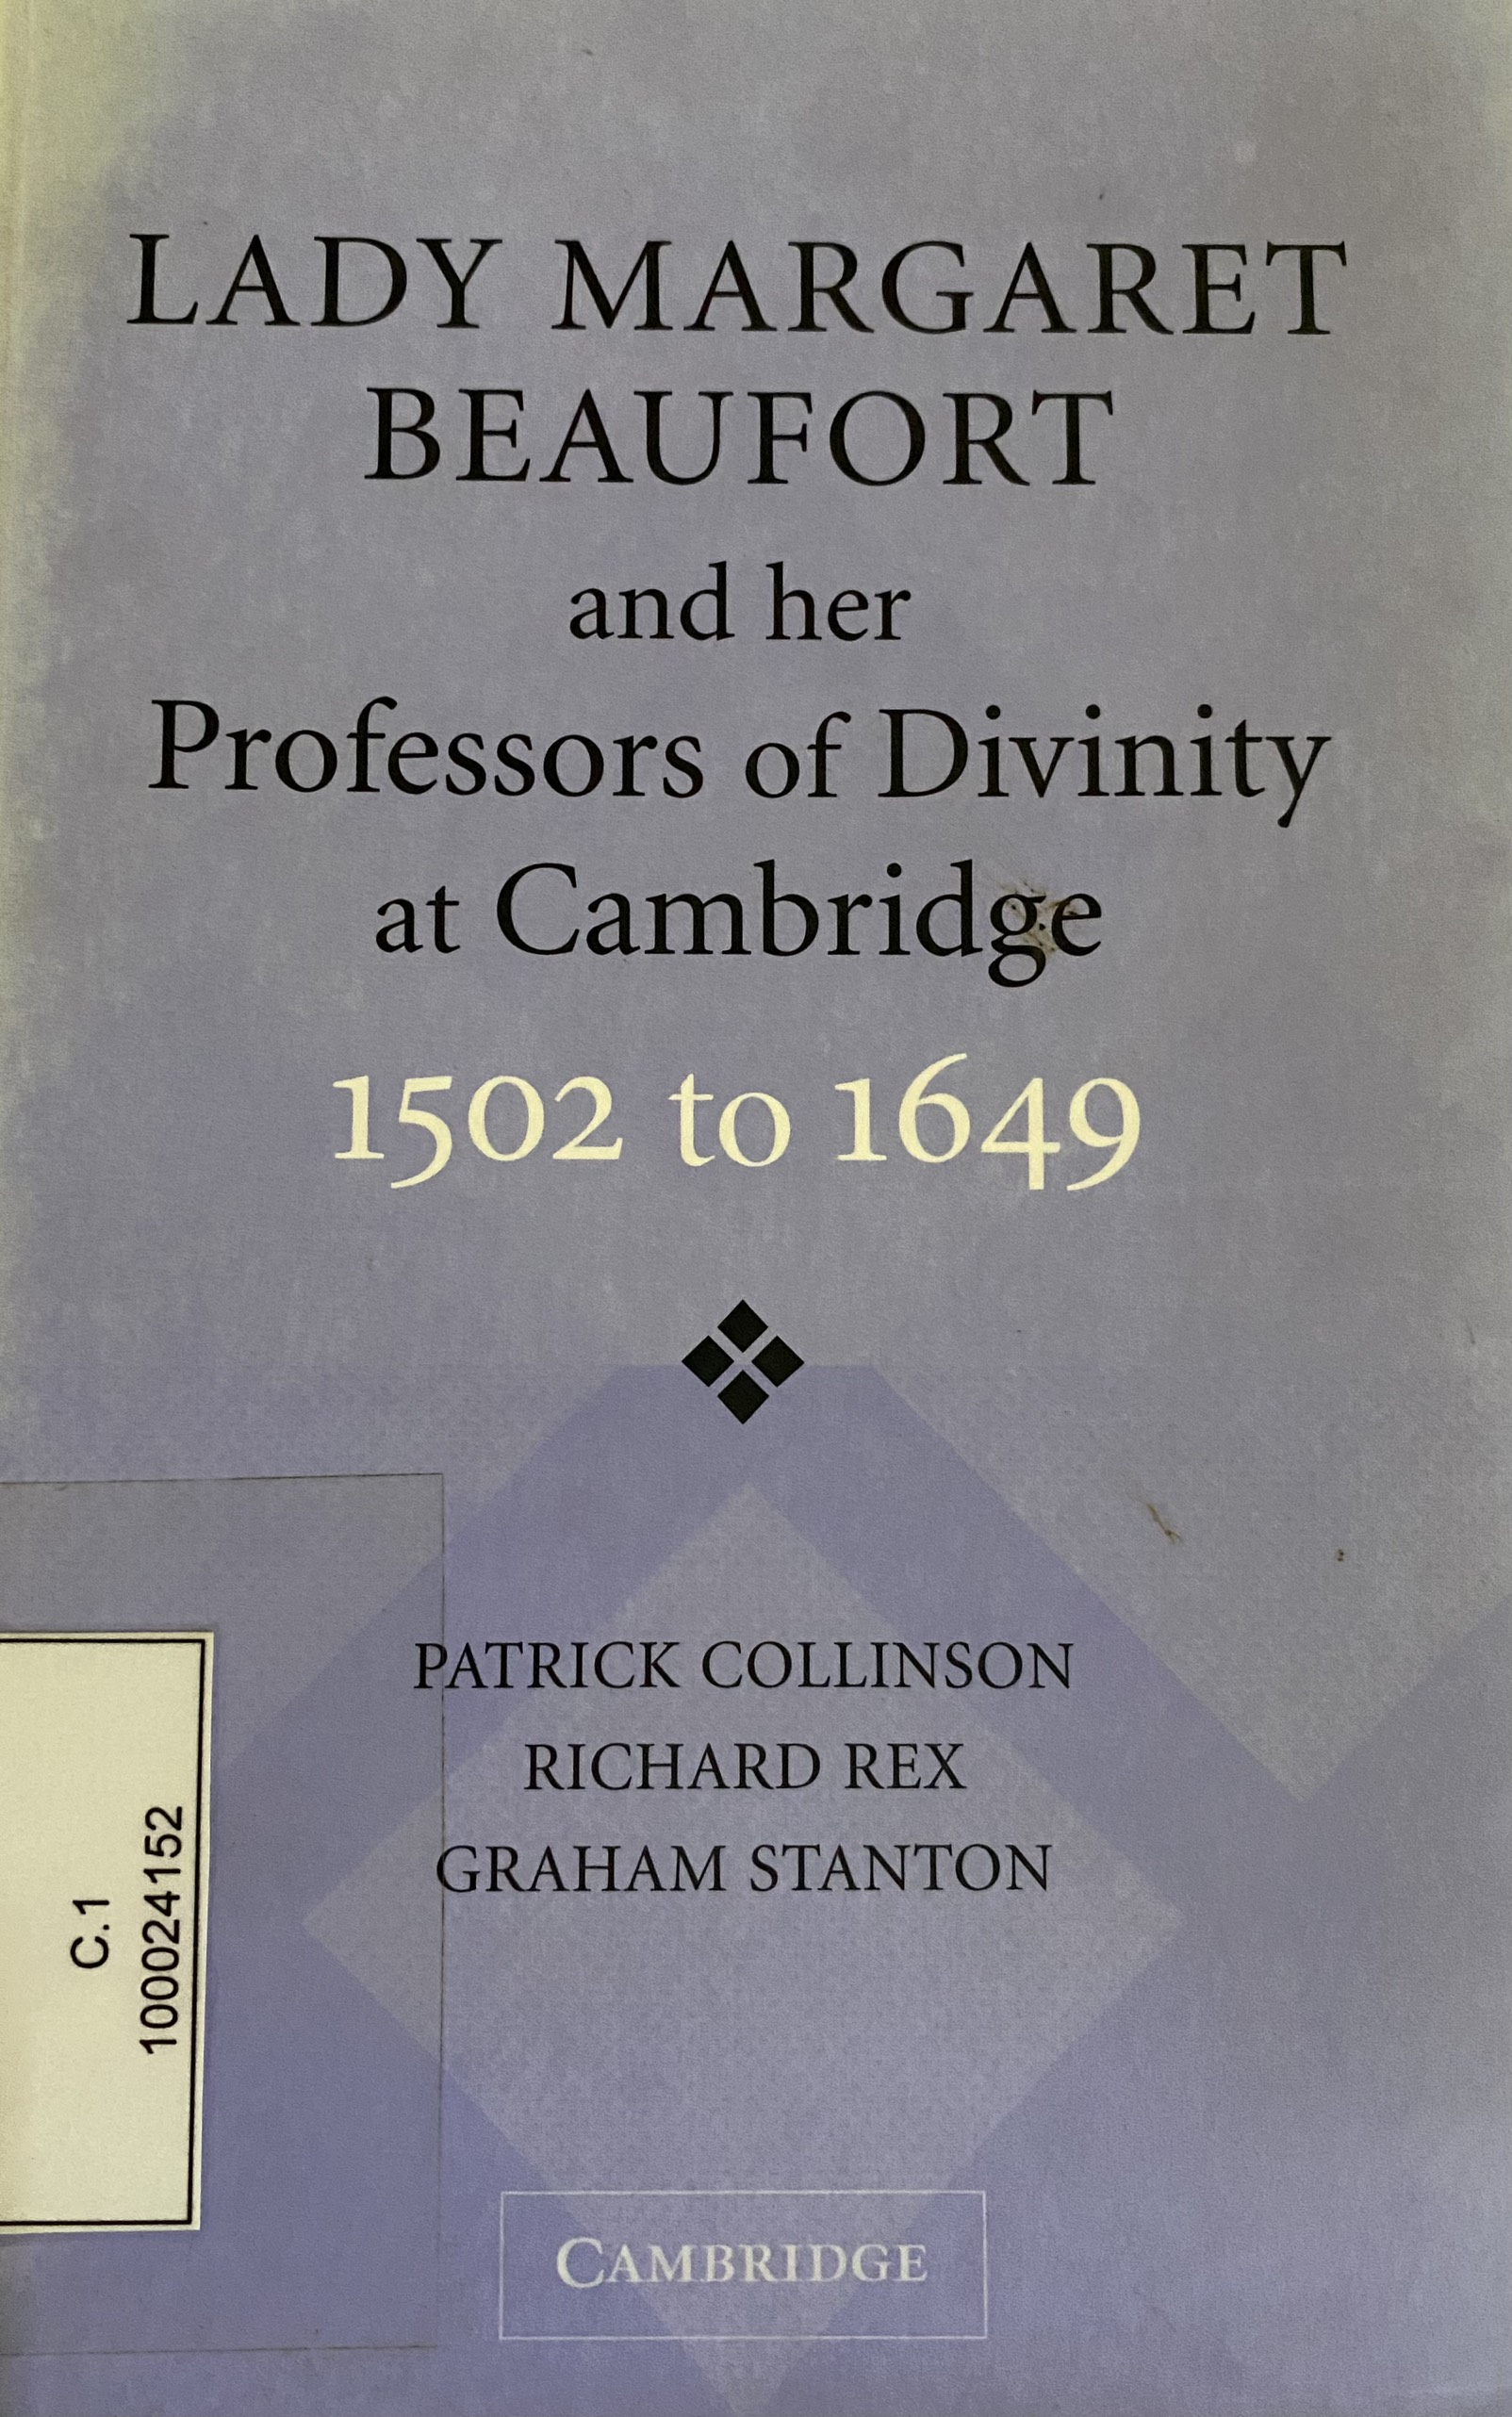 LADY MARGARET
BEAUFORT
and her
Professors of Divinity
at Cambridge
1502 to 1649
PATRICK COLLINSON
RICHARD REX
GRAHAM STANTON
C.1
100024152
CAMBRIDGE